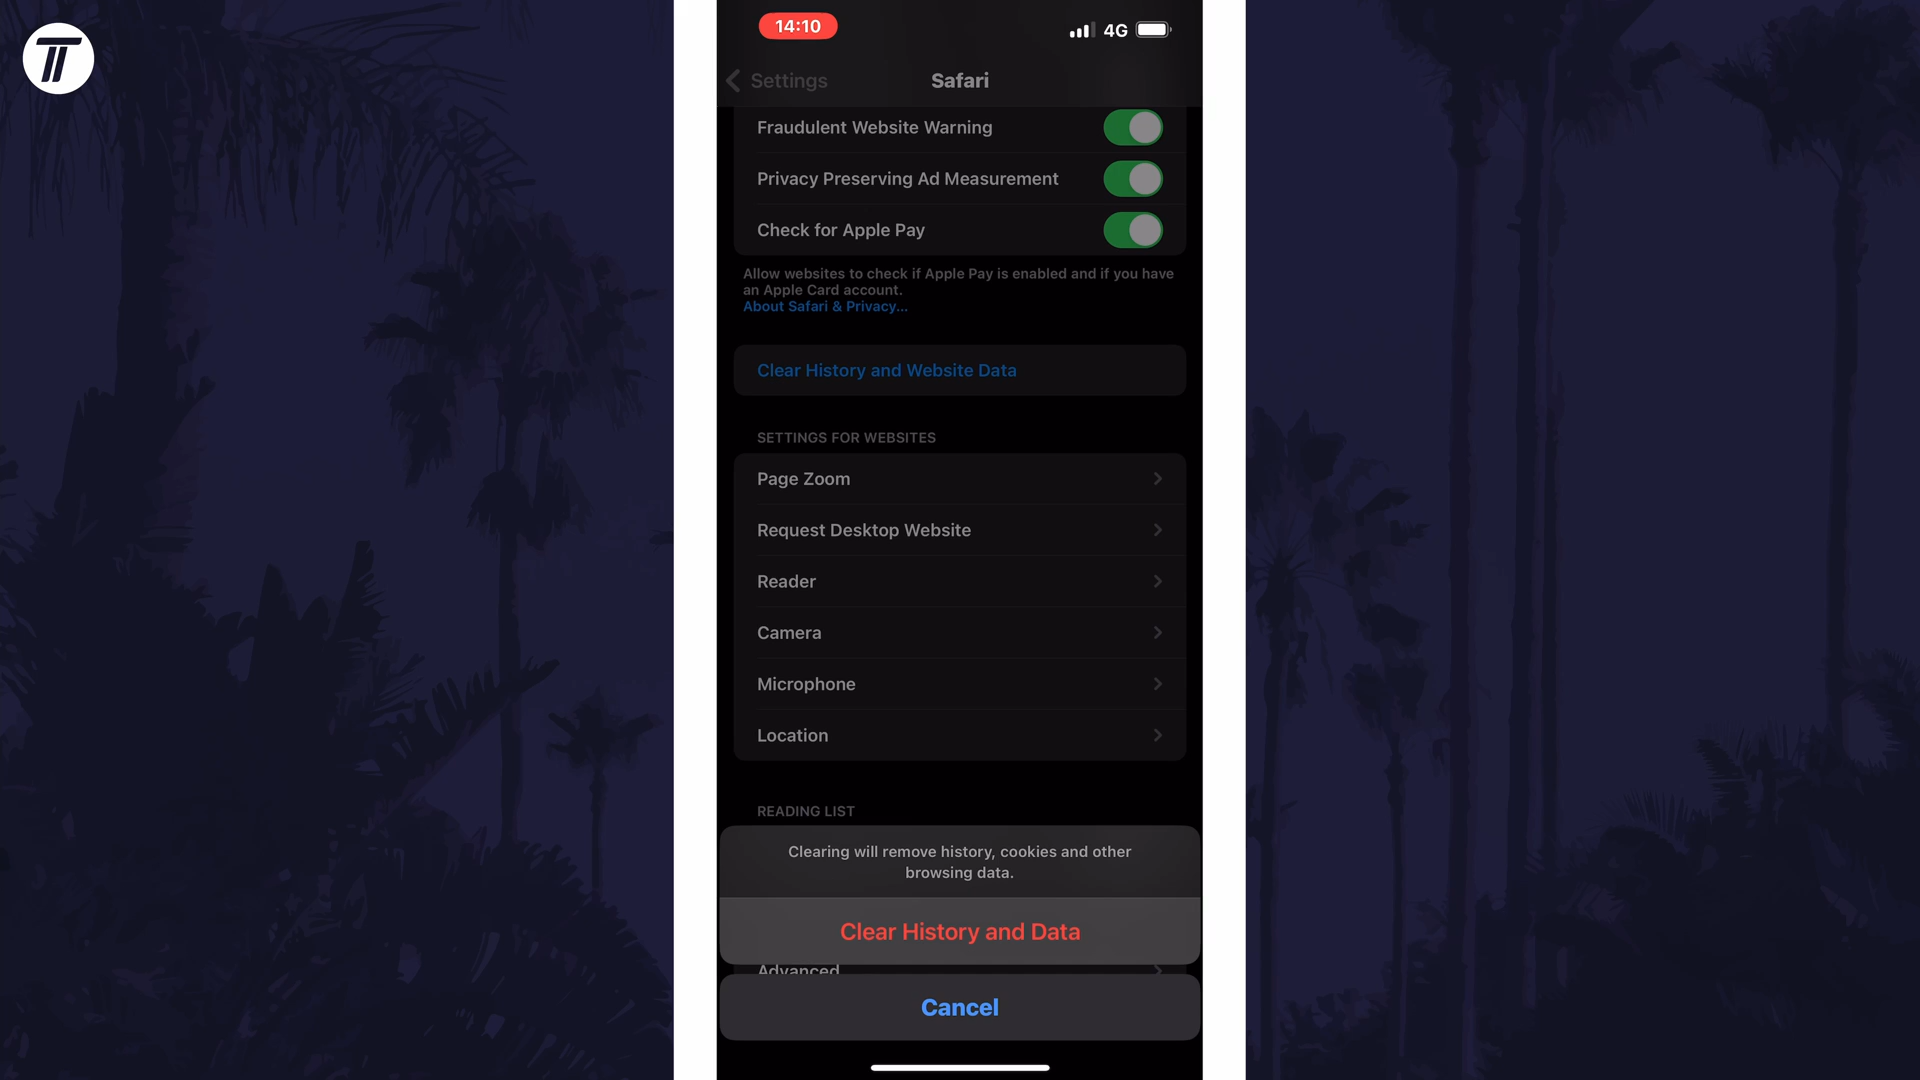 14:10
4G
Settings
Safari
Fraudulent Website Warning
Privacy Preserving Ad Measurement
Check for Apple Pay
Allow websites to check if Apple Pay is enabled and if you have
an Apple Card account.
About Safari & Privacy...
Clear History and Website Data
SETTINGS FOR WEBSITES
Page Zoom
Request Desktop Website
Reader
Camera
Microphone
Location
READING LIST
Clearing will remove history, cookies and other
browsing data.
Clear History and Data
Advanced
Cancel